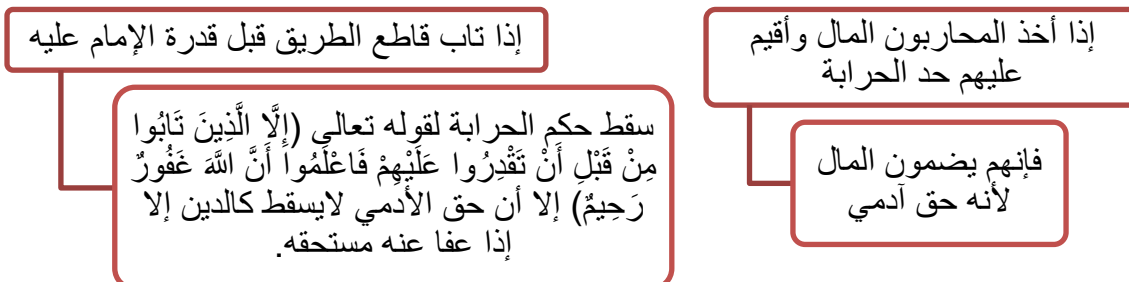 إذا أخذ المحاربون المال وأقيم
عليهم حد الحرابة
فإنهم يضمون المال
لأنه حق آدمي
إذا تاب قاطع الطريق قبل قدرة الإمام عليه
سقط حكم الحرابة لقوله تعالى (إِلَّا الَّذِينَ تَابُوا
مِنْ قَبْلِ أَنْ تَقْدِرُوا عَلَيْهِمْ فَاعْلَمُوا أَنَّ اللَّهَ غَفُورٌ
رَحِيمٌ) إلا أن حق الأدمي لايسقط كالدين إلا
إذا عفا عنه مستحقه.